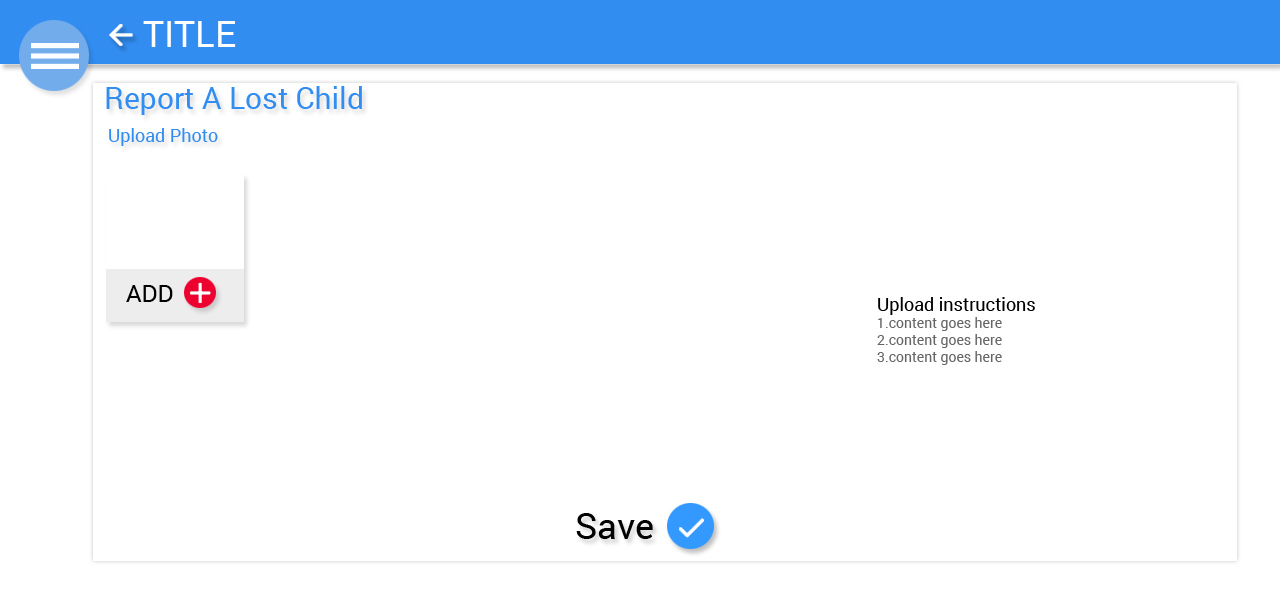 TITLE
Report A Lost Child
Upload Photo
ADD
Upload instructions
1.content goes here
2.content goes here
3.content goes here
Save